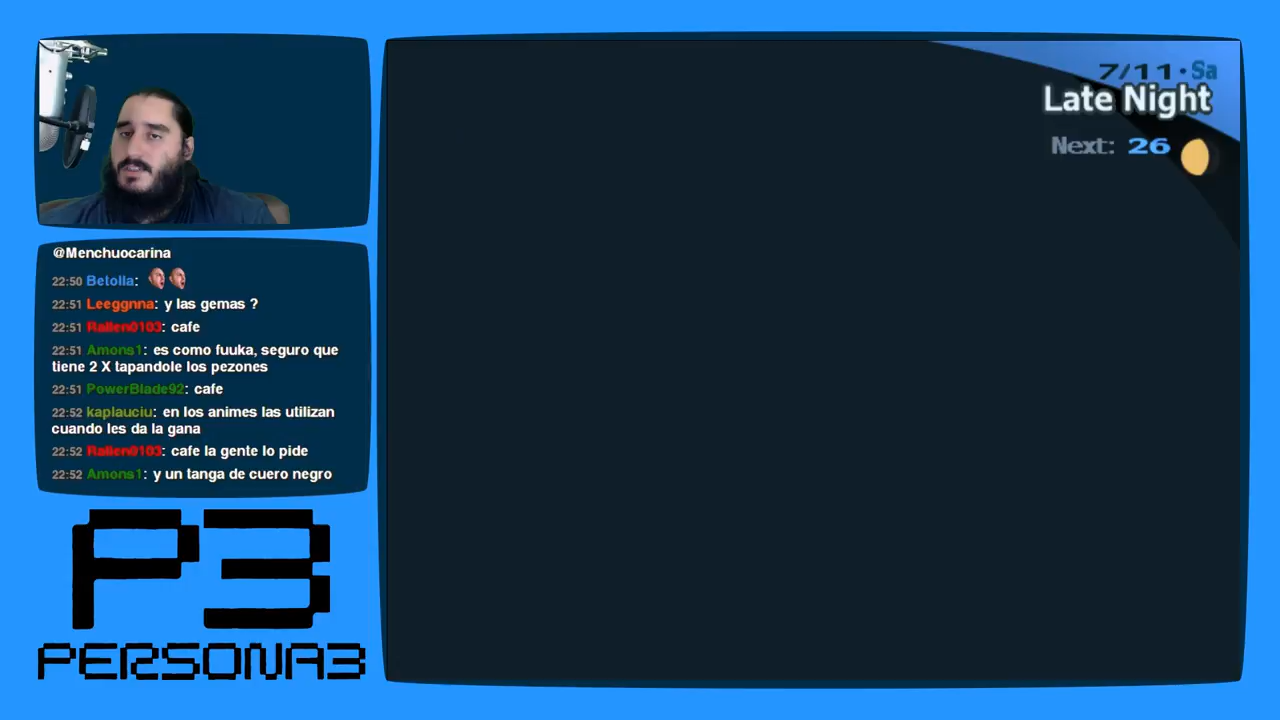 7/11・Sa
Late Night
Next: 26
@Menchuocarina
22:50 Betolla:
22:51 Leeggnna: y las gemas ?
22:51 Rallen0103: cafe
22:51 Amons1: es como fuuka, seguro que
tiene 2 X tapandole los pezones
22:51 PowerBlade92: cafe
22:52 kaplauciu: en los animes las utilizan
cuando les da la gana
22:52 Rallen0103: cafe la gente lo pide
22:52 Amons1: y un tanga de cuero negro
P3
PERSONA3